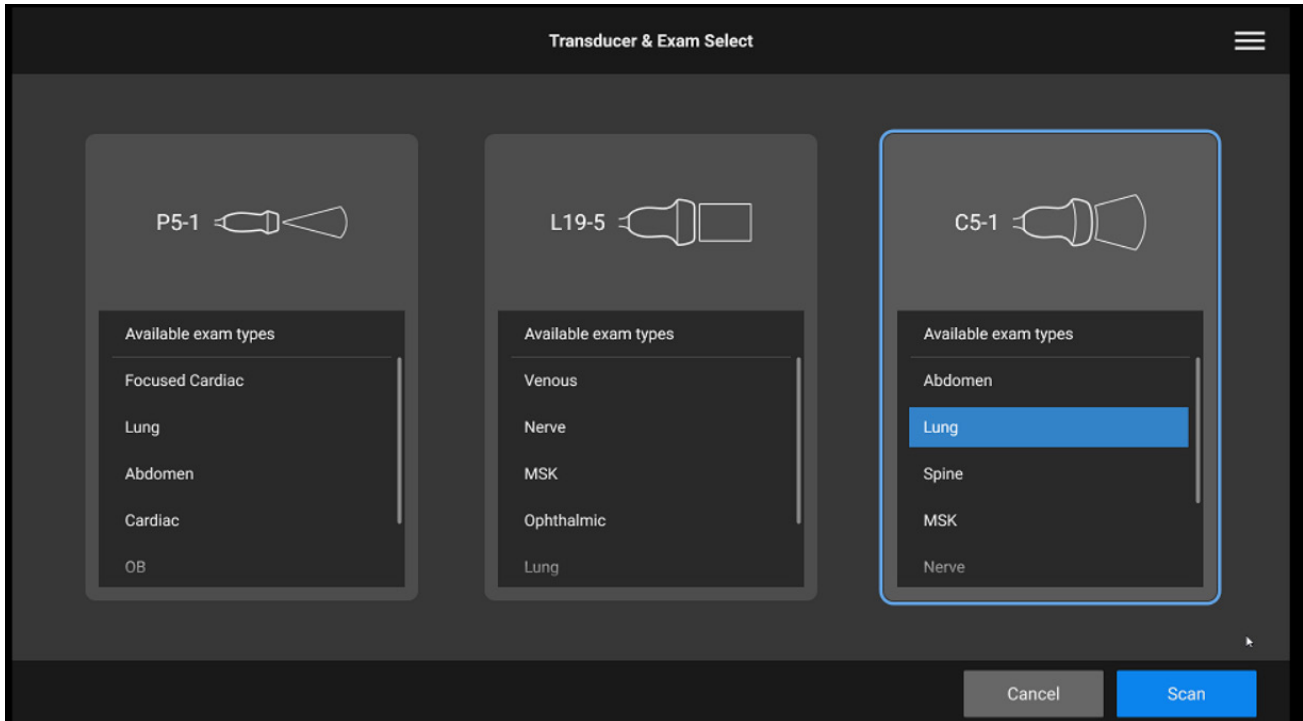 Transducer & Exam Select
P5-1
Available exam types
Focused Cardiac
Lung
Abdomen
Cardiac
OB
L19-5
Available exam types
Venous
Nerve
MSK
Ophthalmic
Lung
C5-1
Available exam types
Abdomen
Lung
Spine
MSK
Nerve
Cancel
Scan